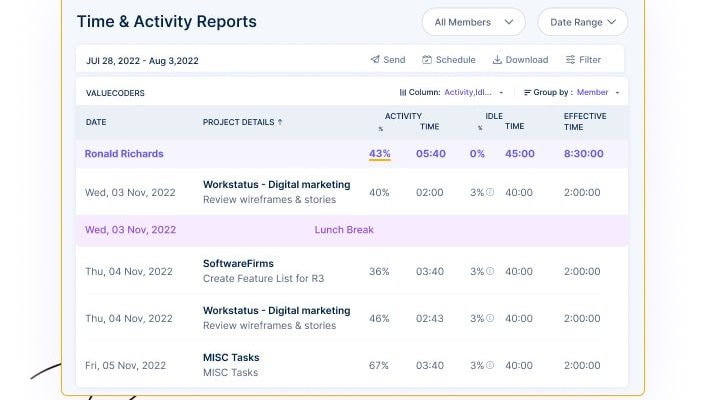 Time & Activity Reports
All Members
Date Range
JUl 28, 2022 - Aug 3,2022
Send
Schedule
Download
Filter
VALUECODERS
Column: Activity,Idl...
Group by : Member
DATE PROJECT DETAILS ↑ ACTIVITY % TIME IDLE % TIME EFFECTIVE TIME
Ronald Richards 43% 05:40 0% 45:00 8:30:00
Wed, 03 Nov, 2022 Workstatus - Digital marketing 40% 02:00 3% 40:00 2:00:00
Review wireframes & stories
Wed, 03 Nov, 2022 Lunch Break
Thu, 04 Nov, 2022 SoftwareFirms 36% 03:40 3% 40:00 2:00:00
Create Feature List for R3
Thu, 04 Nov, 2022 Workstatus - Digital marketing 46% 02:43 3% 40:00 2:00:00
Review wireframes & stories
Fri, 05 Nov, 2022 MISC Tasks 67% 03:40 3% 40:00 2:00:00
MISC Tasks